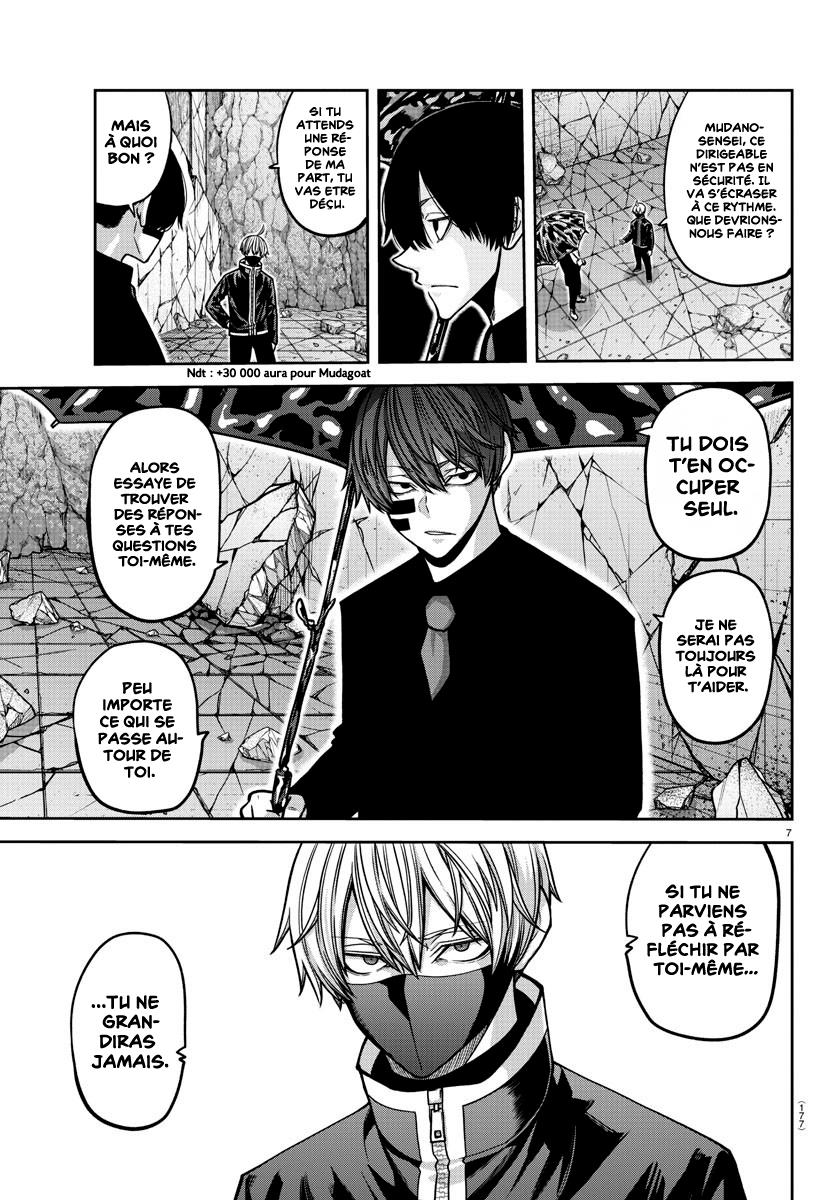 MUDANO-
SENSEI, CE
DIRIGEABLE
N'EST PAS EN
SÉCURITÉ. IL
VA S'ÉCRASER
À CE RYTHME.
QUE DEVRIONS-
NOUS FAIRE ?
SI TU
ATTENDS
UNE RÉ-
PONSE
DE MA
PART, TU
VAS ETRE
DÉÇU.
MAIS
À QUOI
BON ?
Ndt : +30 000 aura pour Mudagoat
TU DOIS
T'EN OC-
CUPER
SEUL.
JE NE
SERAI PAS
TOUJOURS
LÀ POUR
T'AIDER.
ALORS
ESSAYE DE
TROUVER
DES RÉPON-
SES À TES
QUESTIONS
TOI-MÊME.
PEU
IMPORTE
CE QUI SE
PASSE AU-
TOUR DE
TOI.
7
SI TU NE
PARVIENS
PAS À RÉ-
FLÉCHIR PAR
TOI-MÊME...
...TU NE
GRAN-
DIRAS
JAMAIS.
(177)